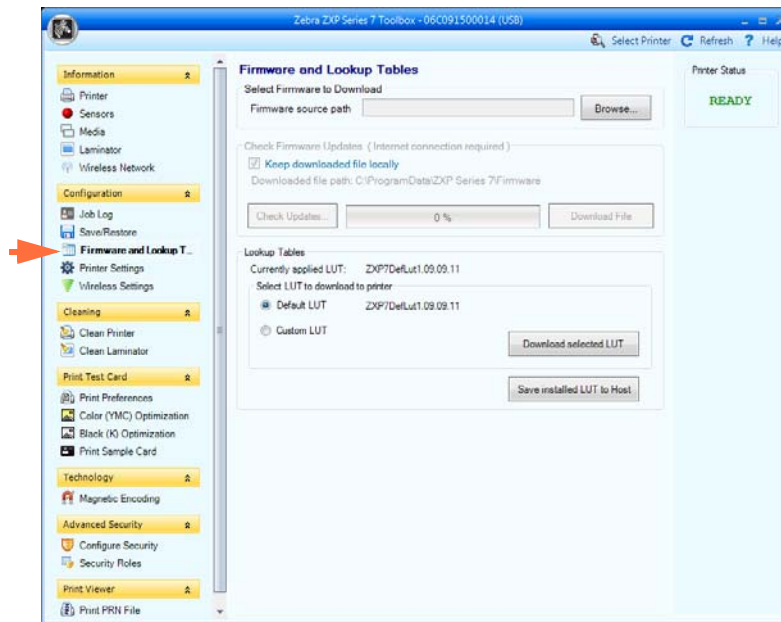 Zebra ZXP Series 7 Toolbox - 06C091500014 (USB)
Select Printer Refresh ? Help
Information
Printer
Sensors
Media
Laminator
Wireless Network
Configuration
Job Log
Save/Restore
Firmware and Lookup T...
Printer Settings
Wireless Settings
Cleaning
Clean Printer
Clean Laminator
Print Test Card
Print Preferences
Color (YMC) Optimization
Black (K) Optimization
Print Sample Card
Technology
Magnetic Encoding
Advanced Security
Configure Security
Security Roles
Print Viewer
Print PRN File
Firmware and Lookup Tables
Select Firmware to Download
Firmware source path Browse...
Check Firmware Updates ( Internet connection required )
Keep downloaded file locally
Downloaded file path: C:\ProgramData\ZXP Series 7\Firmware
Check Updates... 0 % Download File
Lookup Tables
Currently applied LUT: ZXP7DefLut1.09.09.11
Select LUT to download to printer
Default LUT ZXP7DefLut1.09.09.11
Custom LUT
Download selected LUT
Save installed LUT to Host
Printer Status
READY